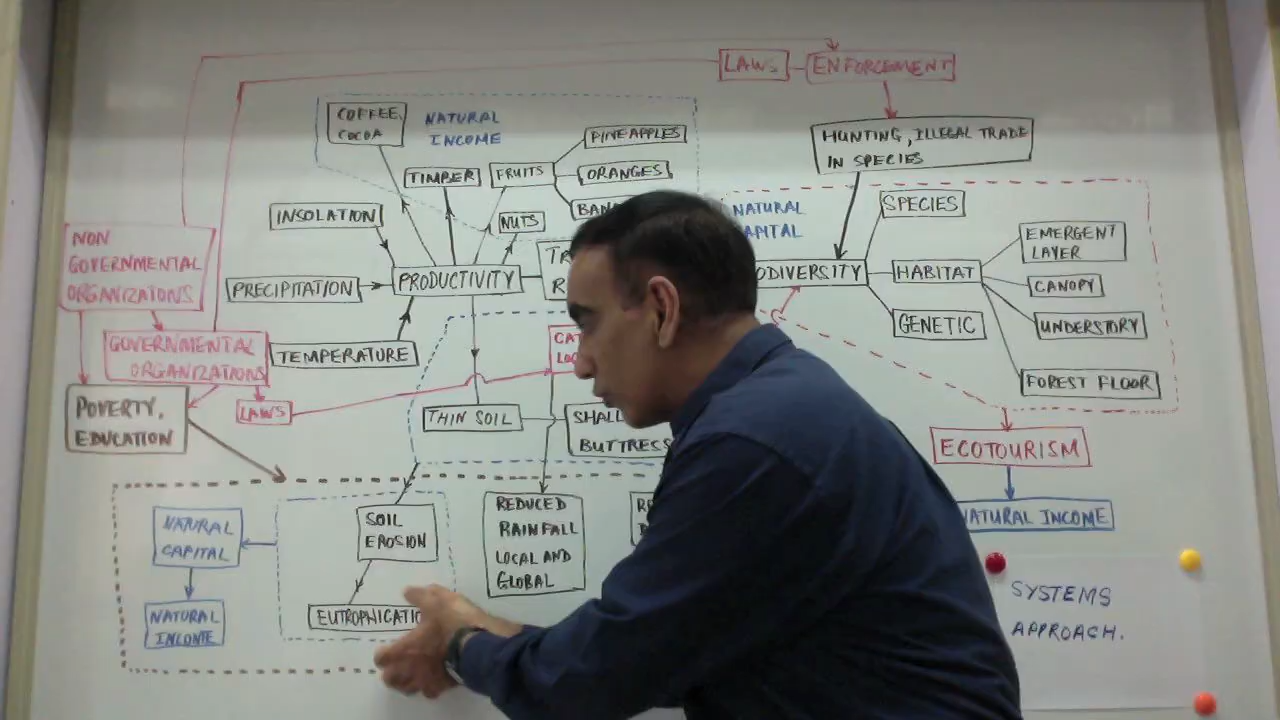 LAWS
ENFORCEMENT
COFFEE,
COCOA
NATURAL
INCOME
PINEAPPLES
HUNTING, ILLEGAL TRADE
IN SPECIES
TIMBER
FRUITS
ORANGES
INSOLATION
NUTS
NATURAL
SPECIES
NON
GOVERNMENTAL
ORGANIZATIONS
PRECIPITATION
PRODUCTIVITY
HABITAT
EMERGENT
LAYER
CANOPY
UNDERSTORY
GENETIC
FOREST FLOOR
GOVERNMENTAL
ORGANIZATIONS
TEMPERATURE
POVERTY,
EDUCATION
LAWS
THIN SOIL
BUTTRESS
ECOTOURISM
INCOME
NATURAL
CAPITAL
SOIL
EROSION
REDUCED
RAINFALL
LOCAL AND
GLOBAL
NATURAL
INCOME
SYSTEMS
APPROACH.